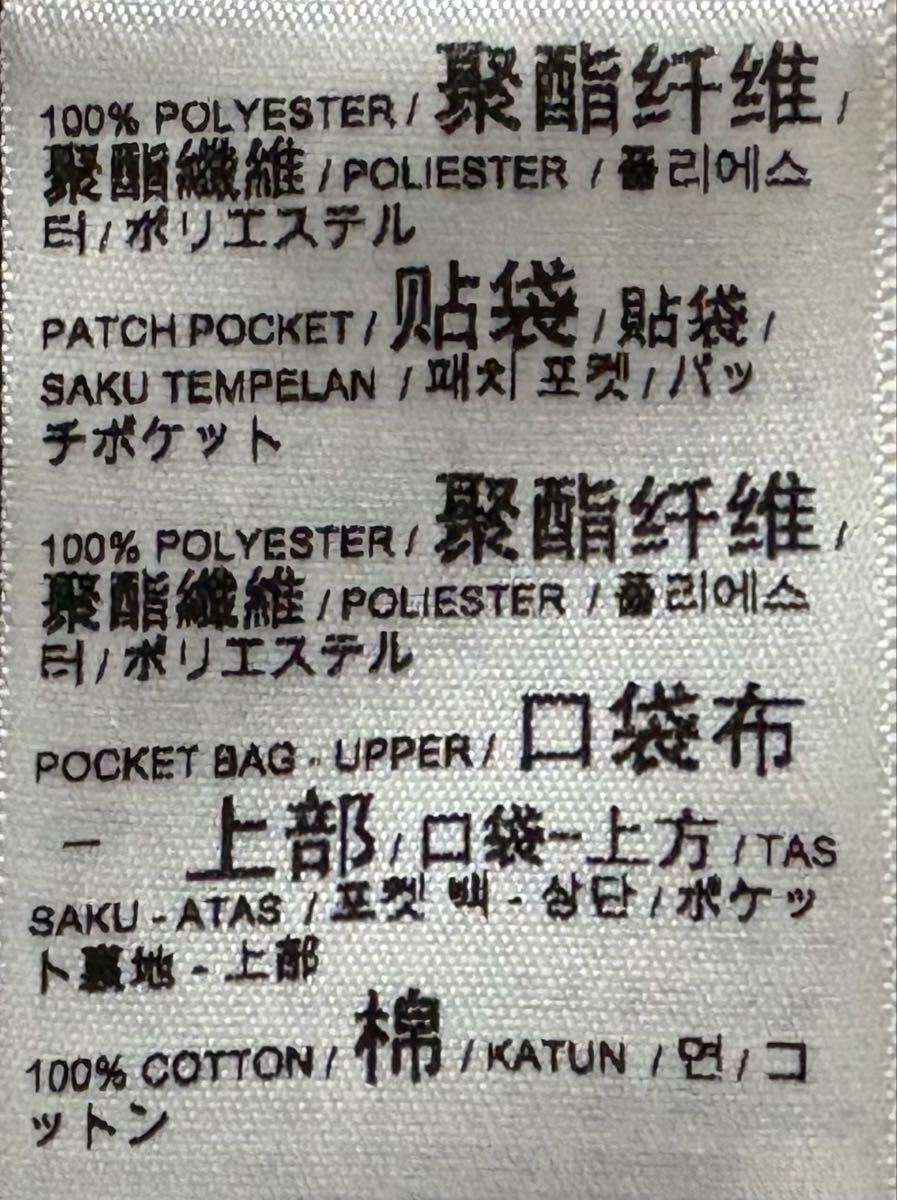 100% POLYESTER / 聚酯纤维 /
聚酯纖維 / POLIESTER / 폴리에스
터 / ポリエステル
PATCH POCKET / 贴袋 / 貼袋 /
SAKU TEMPELAN / 패치 포켓 / パッ
チポケット
100% POLYESTER / 聚酯纤维 /
聚酯纖維 / POLIESTER / 폴리에스
터 / ポリエステル
POCKET BAG - UPPER / 口袋布
- 上部 / 口袋-上方 / TAS
SAKU - ATAS / 포켓 백 - 상단 / ポケッ
ト裏地 - 上部
100% COTTON / 棉 / KATUN / 면 / コ
ットン